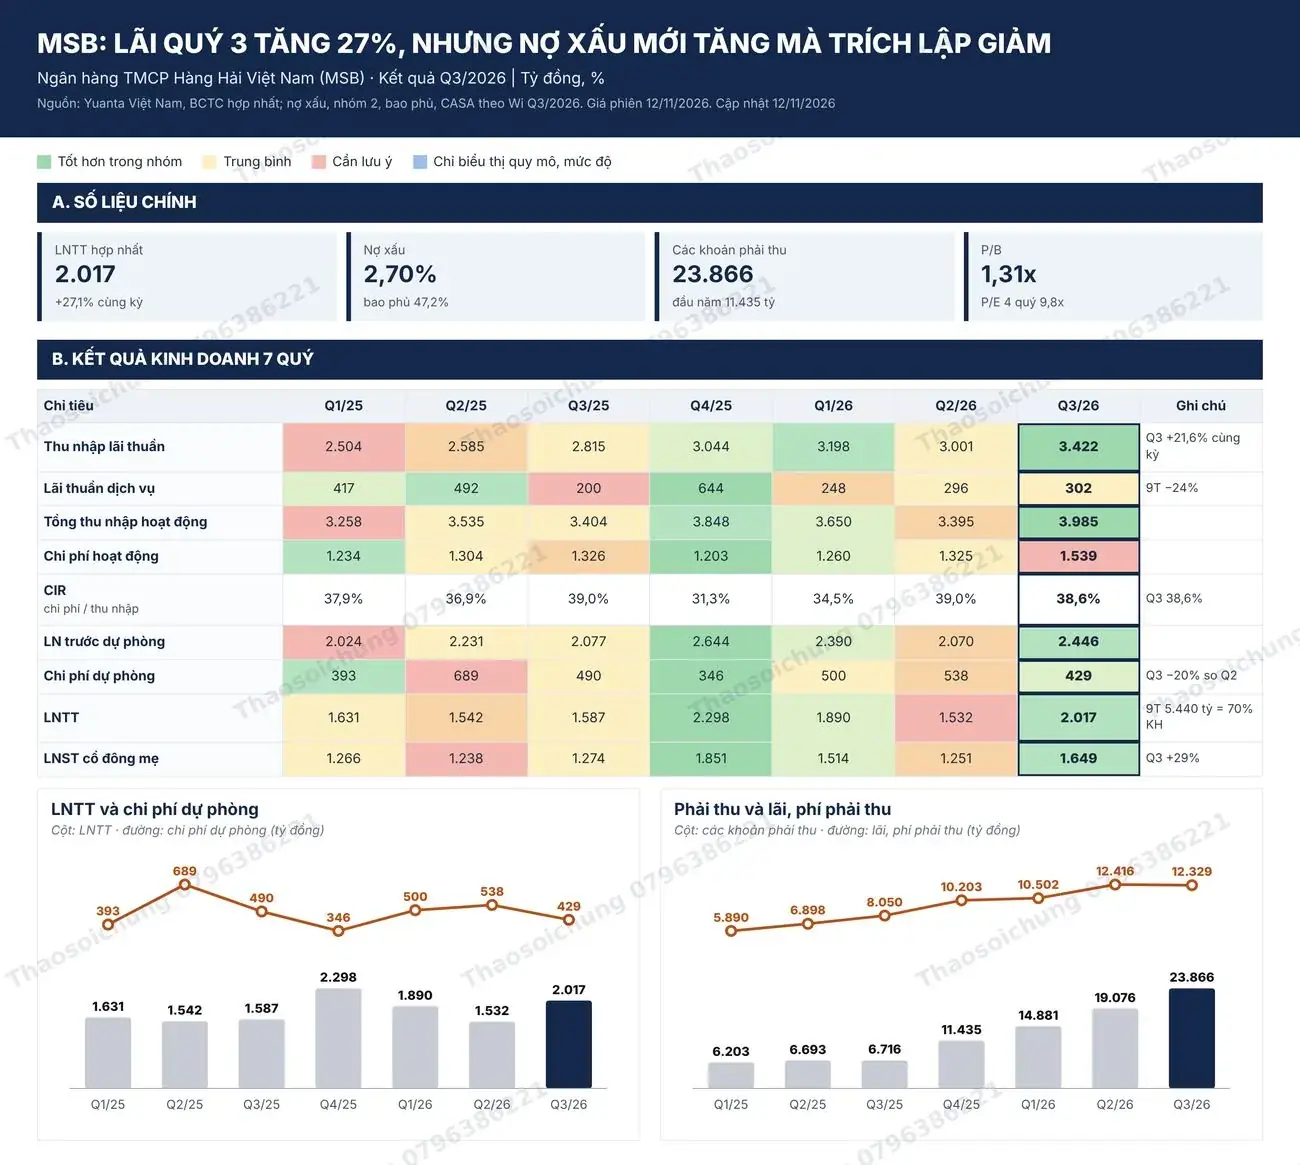 MSB: LÃI QUÝ 3 TĂNG 27%, NHƯNG NỢ XẤU MỚI TĂNG MÀ TRÍCH LẬP GIẢM
Ngân hàng TMCP Hàng Hải Việt Nam (MSB) · Kết quả Q3/2026 | Tỷ đồng, %
Nguồn: Yuanta Việt Nam, BCTC hợp nhất; nợ xấu, nhóm 2, bao phủ, CASA theo Wi Q3/2026. Giá phiên 12/11/2026. Cập nhật 12/11/2026
Tốt hơn trong nhóm Trung bình Cần lưu ý Chỉ biểu thị quy mô, mức độ
A. SỐ LIỆU CHÍNH
LNTT hợp nhất
2.017
+27,1% cùng kỳ
Nợ xấu
2,70%
bao phủ 47,2%
Các khoản phải thu
23.866
đầu năm 11.435 tỷ
P/B
1,31x
P/E 4 quý 9,8x
B. KẾT QUẢ KINH DOANH 7 QUÝ
Chỉ tiêu Q1/25 Q2/25 Q3/25 Q4/25 Q1/26 Q2/26 Q3/26 Ghi chú
Thu nhập lãi thuần 2.504 2.585 2.815 3.044 3.198 3.001 3.422 Q3 +21,6% cùng
kỳ
Lãi thuần dịch vụ 417 492 200 644 248 296 302 9T −24%
Tổng thu nhập hoạt động 3.258 3.535 3.404 3.848 3.650 3.395 3.985
Chi phí hoạt động 1.234 1.304 1.326 1.203 1.260 1.325 1.539
CIR
chi phí / thu nhập 37,9% 36,9% 39,0% 31,3% 34,5% 39,0% 38,6% Q3 38,6%
LN trước dự phòng 2.024 2.231 2.077 2.644 2.390 2.070 2.446
Chi phí dự phòng 393 689 490 346 500 538 429 Q3 −20% so Q2
LNTT 1.631 1.542 1.587 2.298 1.890 1.532 2.017 9T 5.440 tỷ = 70%
KH
LNST cổ đông mẹ 1.266 1.238 1.274 1.851 1.514 1.251 1.649 Q3 +29%
LNTT và chi phí dự phòng
Cột: LNTT · đường: chi phí dự phòng (tỷ đồng)
393 689 490 346 500 538 429
1.631 1.542 1.587 2.298 1.890 1.532 2.017
Q1/25 Q2/25 Q3/25 Q4/25 Q1/26 Q2/26 Q3/26
Phải thu và lãi, phí phải thu
Cột: các khoản phải thu · đường: lãi, phí phải thu (tỷ đồng)
5.890 6.898 8.050 10.203 10.502 12.416 12.329
6.203 6.693 6.716 11.435 14.881 19.076 23.866
Q1/25 Q2/25 Q3/25 Q4/25 Q1/26 Q2/26 Q3/26
Thaosoichung 0796386221